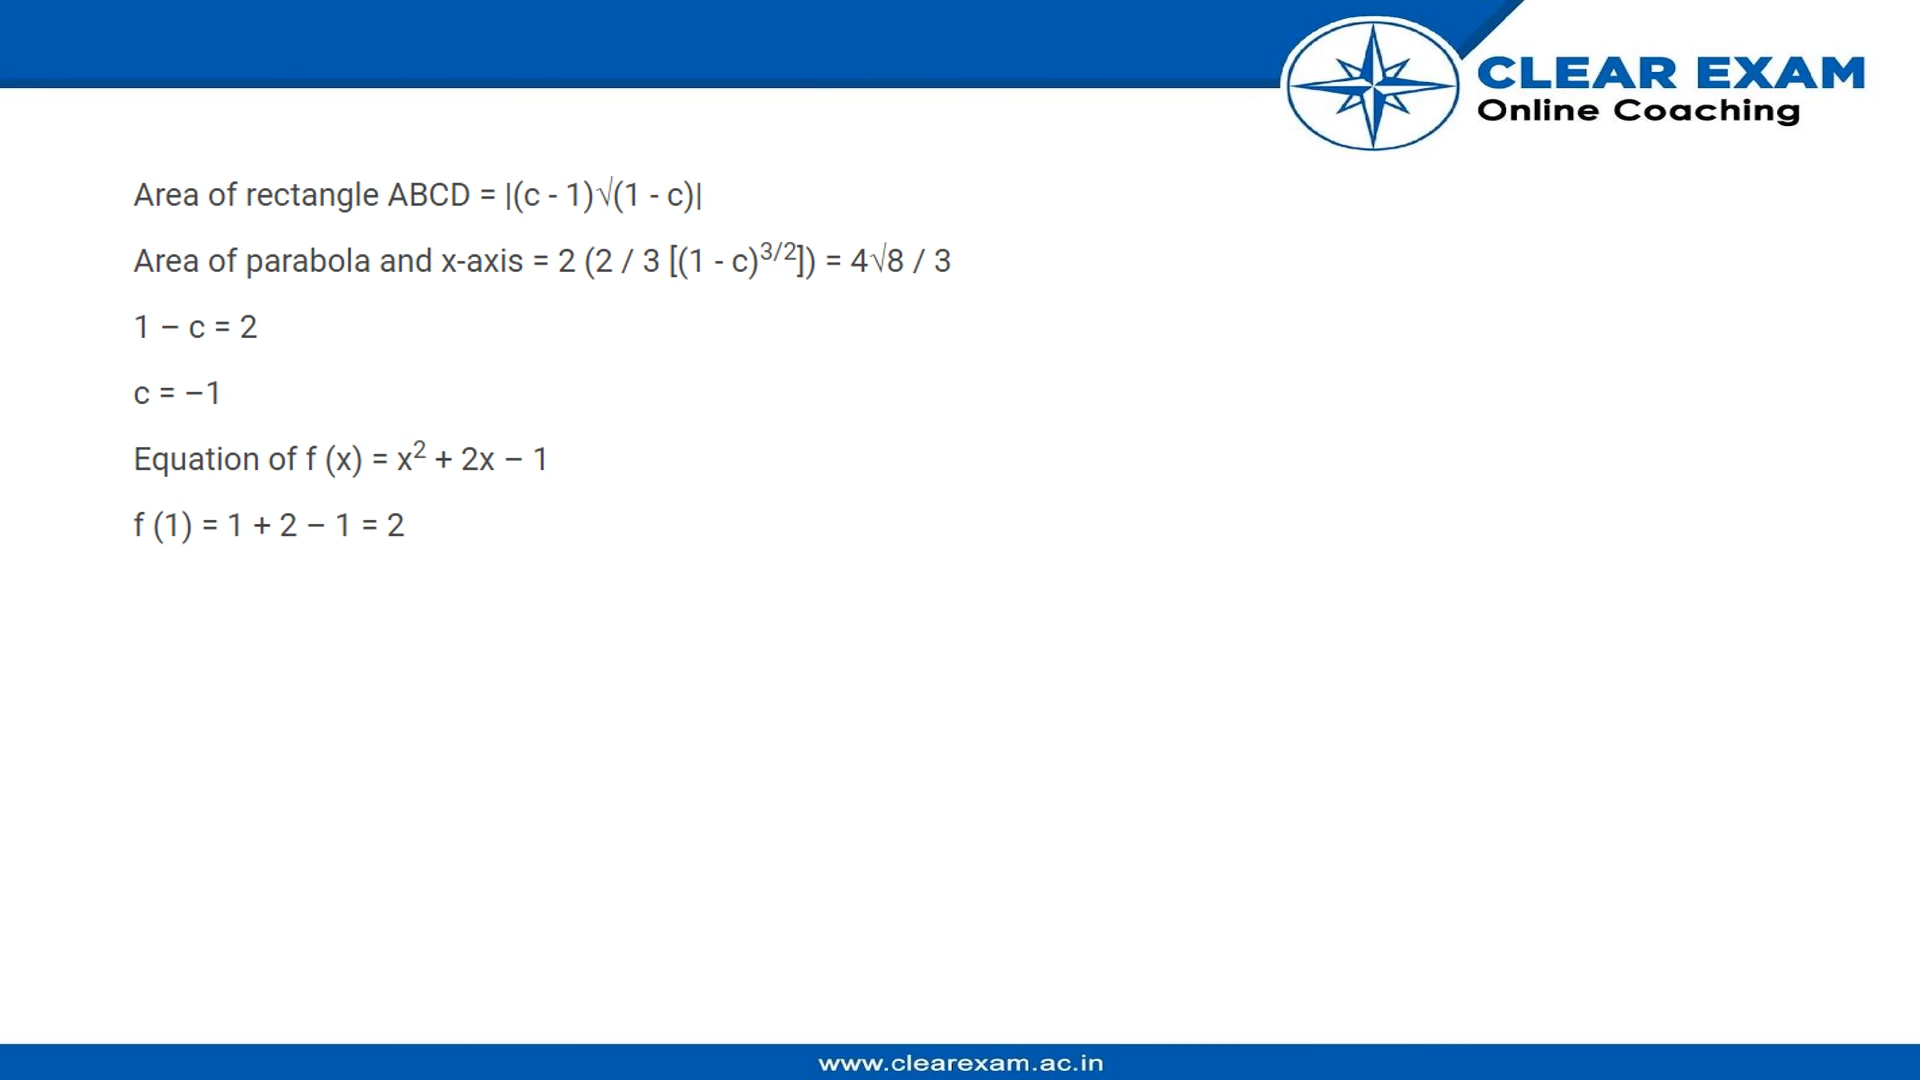 CLEAR EXAM
Online Coaching
Area of rectangle ABCD = |(c - 1)√(1 - c)|
Area of parabola and x-axis = 2 (2 / 3 [(1 - c)^3/2]) = 4√8 / 3
1 – c = 2
c = –1
Equation of f (x) = x² + 2x – 1
f (1) = 1 + 2 – 1 = 2
www.clearexam.ac.in